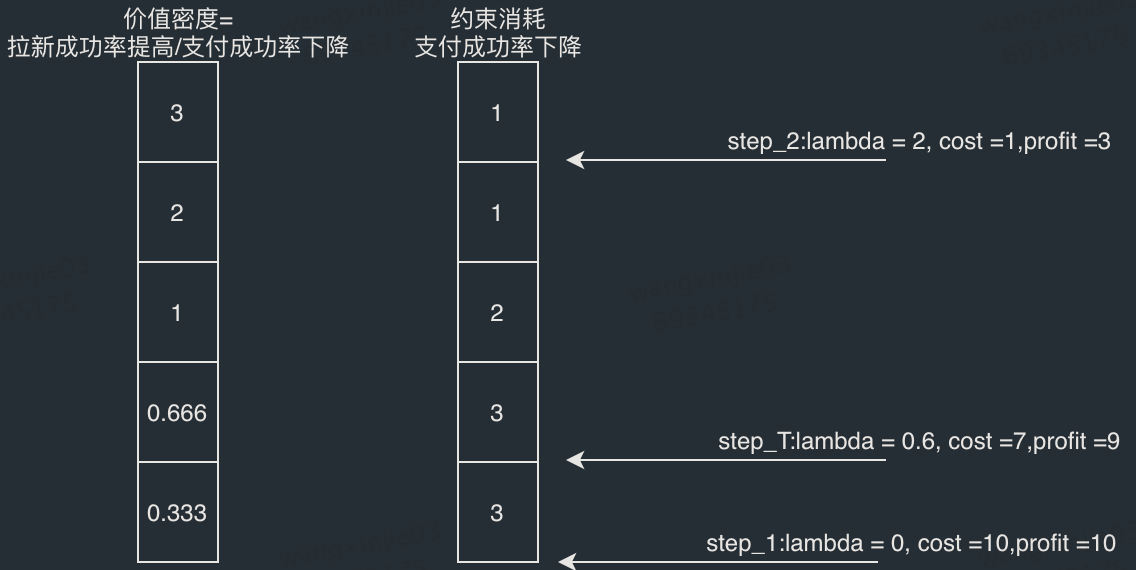 价值密度=
拉新成功率提高/支付成功率下降
约束消耗
支付成功率下降
3
1
step_2:lambda = 2, cost =1,profit =3
2
1
1
2
0.666
3
step_T:lambda = 0.6, cost =7,profit =9
0.333
3
step_1:lambda = 0, cost =10,profit =10